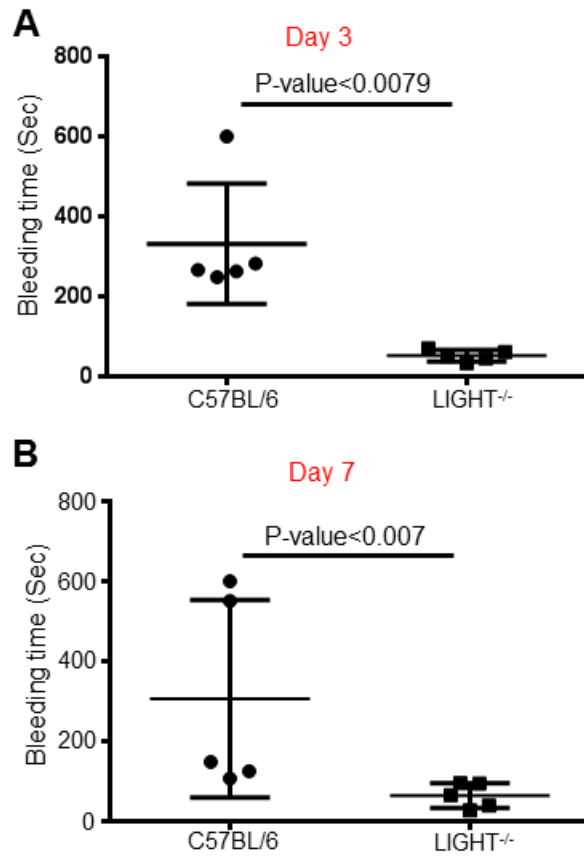 A
Day 3
P-value<0.0079
Bleeding time (Sec)
800
600
400
200
0
C57BL/6
LIGHT-/-
B
Day 7
P-value<0.007
Bleeding time (Sec)
800
600
400
200
0
C57BL/6
LIGHT-/-